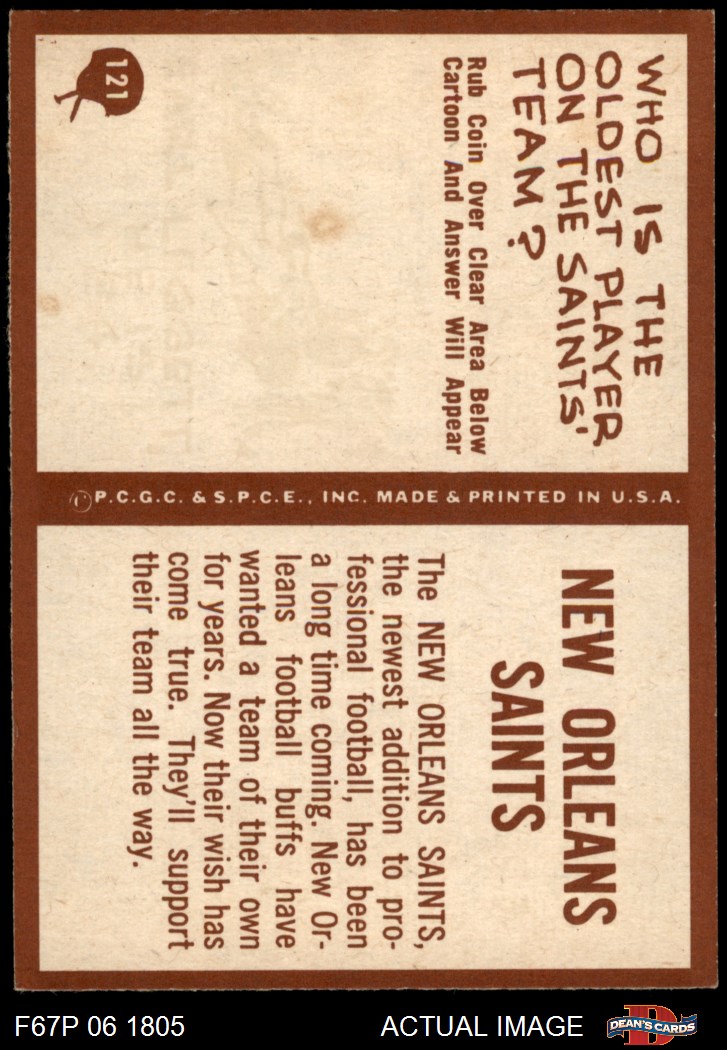 121
WHO IS THE
OLDEST PLAYER
ON THE SAINTS'
TEAM?
Rub Coin Over Clear Area Below
Cartoon And Answer Will Appear
©P.C.G.C. & S.P.C.E., INC. MADE & PRINTED IN U.S.A.
NEW ORLEANS
SAINTS
The NEW ORLEANS SAINTS,
the newest addition to pro-
fessional football, has been
a long time coming. New Or-
leans football buffs have
wanted a team of their own
for years. Now their wish has
come true. They'll support
their team all the way.
F67P 06 1805
ACTUAL IMAGE
D
DEAN'S CARDS